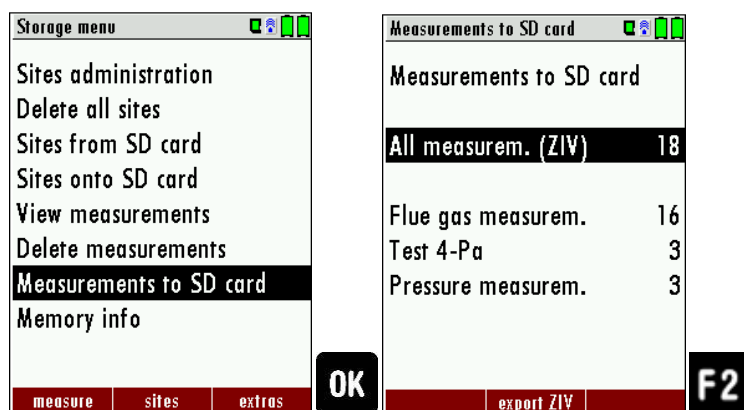 Storage menu
Sites administration
Delete all sites
Sites from SD card
Sites onto SD card
View measurements
Delete measurements
Measurements to SD card
Memory info
measure sites extras
OK
Measurements to SD card
Measurements to SD card
All measurem. (ZIV) 18
Flue gas measurem. 16
Test 4-Pa 3
Pressure measurem. 3
export ZIV
F2